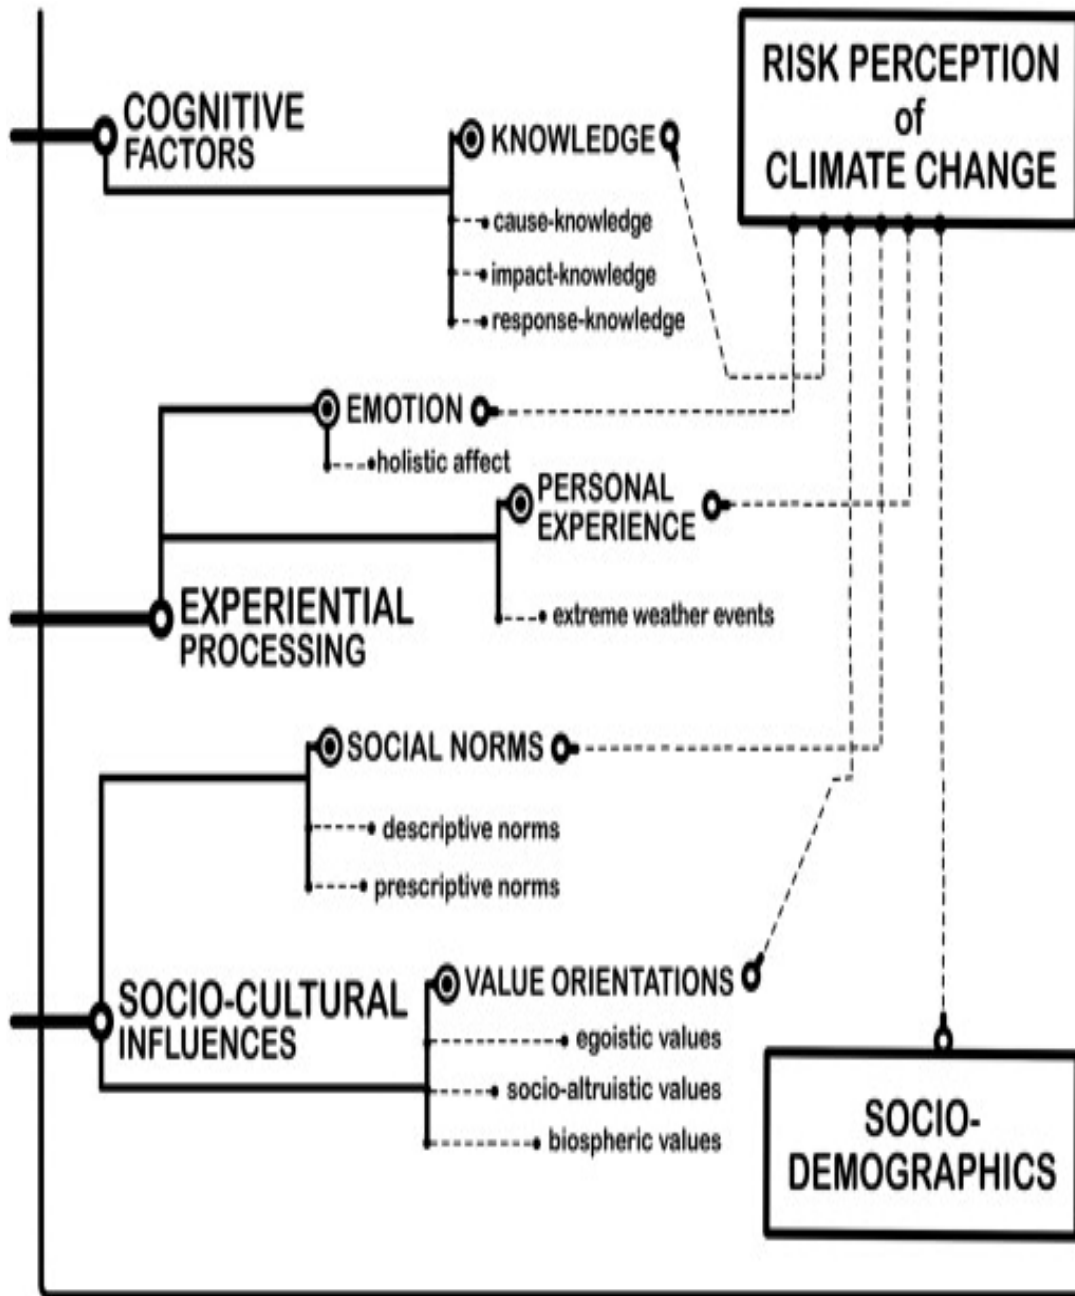 RISK PERCEPTION
of
CLIMATE CHANGE
COGNITIVE
FACTORS
KNOWLEDGE
cause-knowledge
impact-knowledge
response-knowledge
EMOTION
holistic affect
PERSONAL
EXPERIENCE
extreme weather events
EXPERIENTIAL
PROCESSING
SOCIAL NORMS
descriptive norms
prescriptive norms
SOCIO-CULTURAL
INFLUENCES
VALUE ORIENTATIONS
egoistic values
socio-altruistic values
biospheric values
SOCIO-
DEMOGRAPHICS